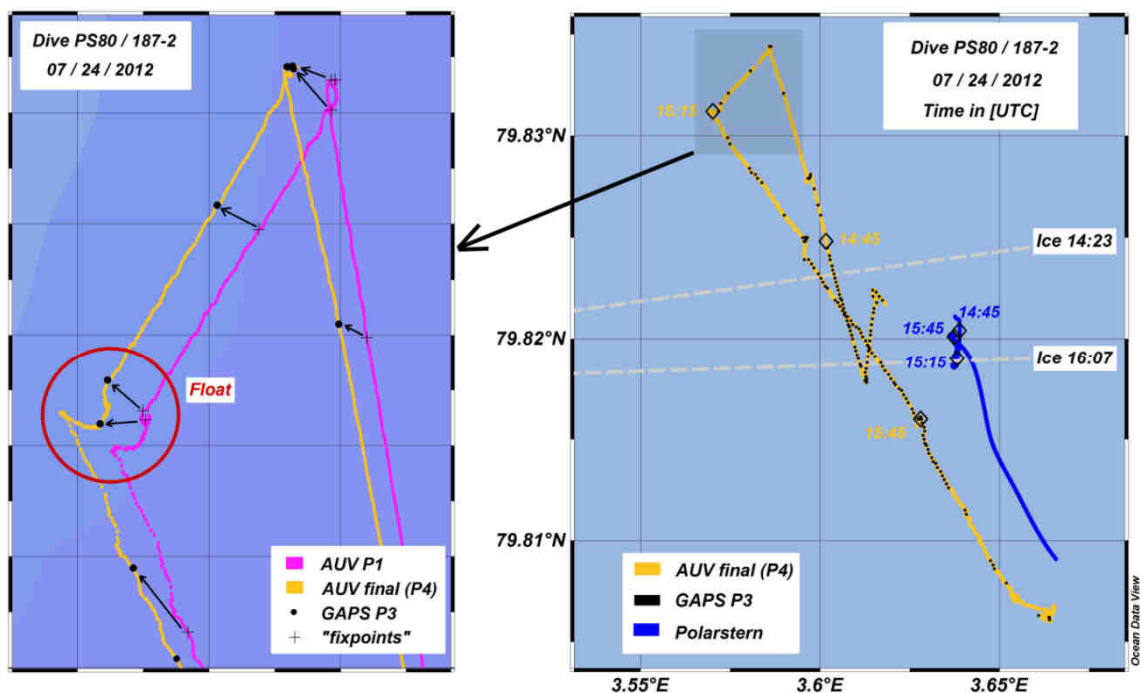 Dive PS80 / 187-2
07 / 24 / 2012
Float
AUV P1
AUV final (P4)
GAPS P3
"fixpoints"
Dive PS80 / 187-2
07 / 24 / 2012
Time in [UTC]
15:15
79.83°N
14:45
Ice 14:23
14:45
15:45
79.82°N
15:15
Ice 16:07
15:45
79.81°N
AUV final (P4)
GAPS P3
Polarstern
3.55°E
3.6°E
3.65°E
Ocean Data View